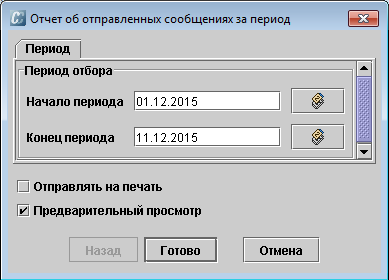 Отчет об отправленных сообщениях за период
Период
Период отбора
Начало периода 01.12.2015
Конец периода 11.12.2015
Отправлять на печать
Предварительный просмотр
Назад Готово Отмена